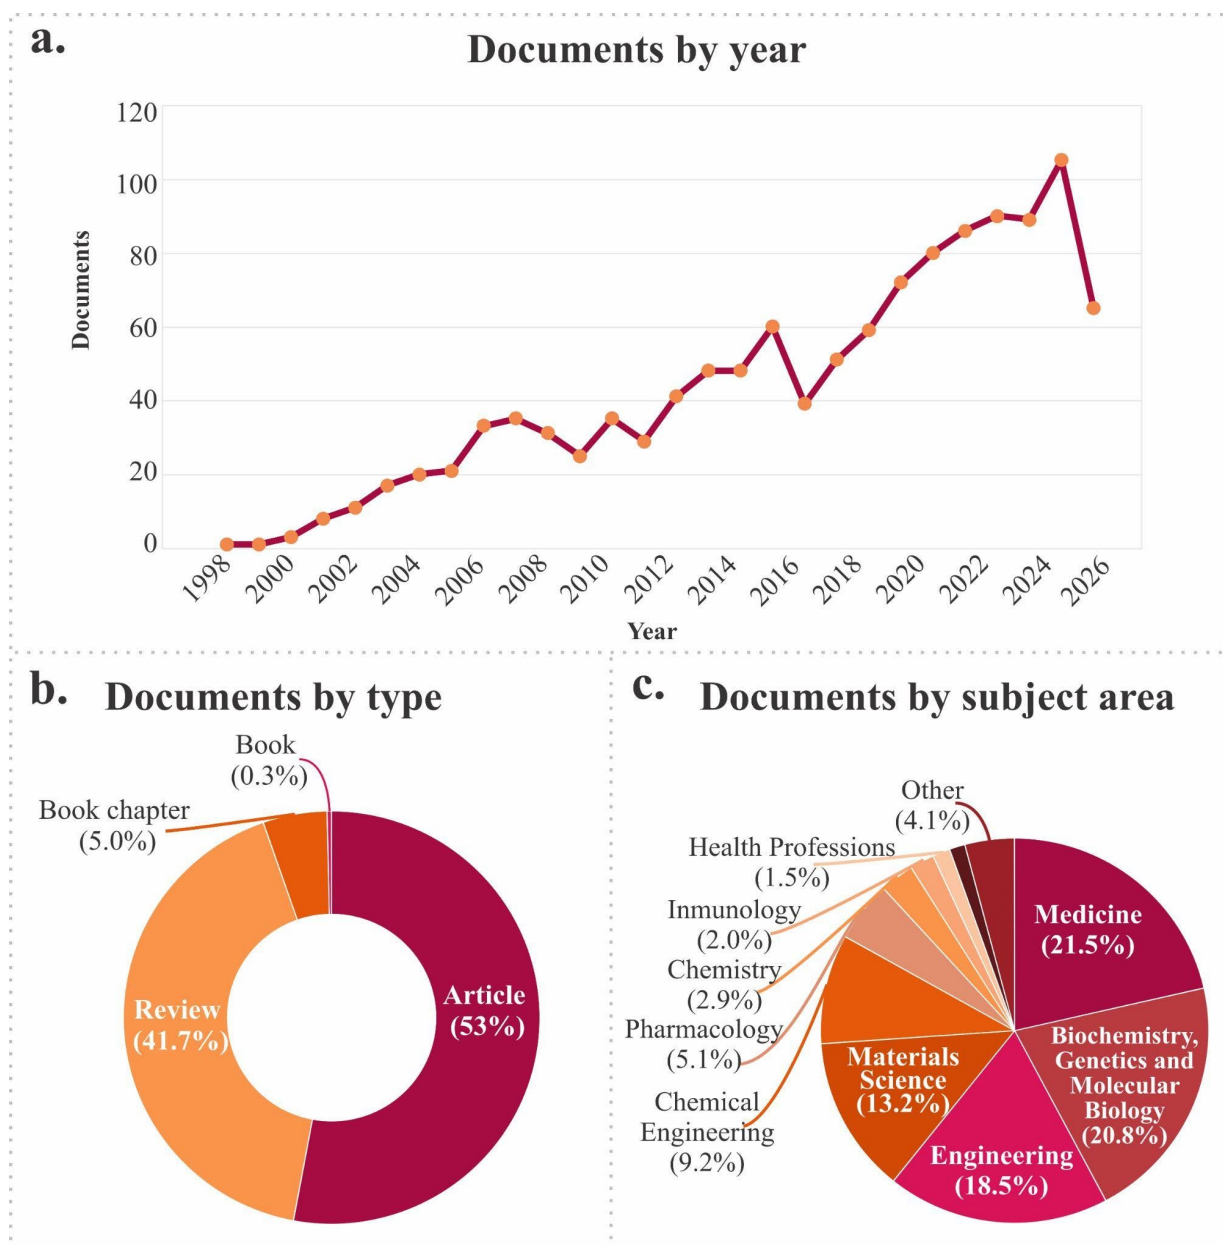 a.
Documents by year
120
100
80
60
40
20
0
Documents
1998
2000
2002
2004
2006
2008
2010
2012
2014
2016
2018
2020
2022
2024
2026
Year
b.
Documents by type
Book
(0.3%)
Book chapter
(5.0%)
Review
(41.7%)
Article
(53%)
c.
Documents by subject area
Other
(4.1%)
Health Professions
(1.5%)
Inmunology
(2.0%)
Chemistry
(2.9%)
Pharmacology
(5.1%)
Chemical
Engineering
(9.2%)
Medicine
(21.5%)
Biochemistry,
Genetics and
Molecular
Biology
(20.8%)
Materials
Science
(13.2%)
Engineering
(18.5%)